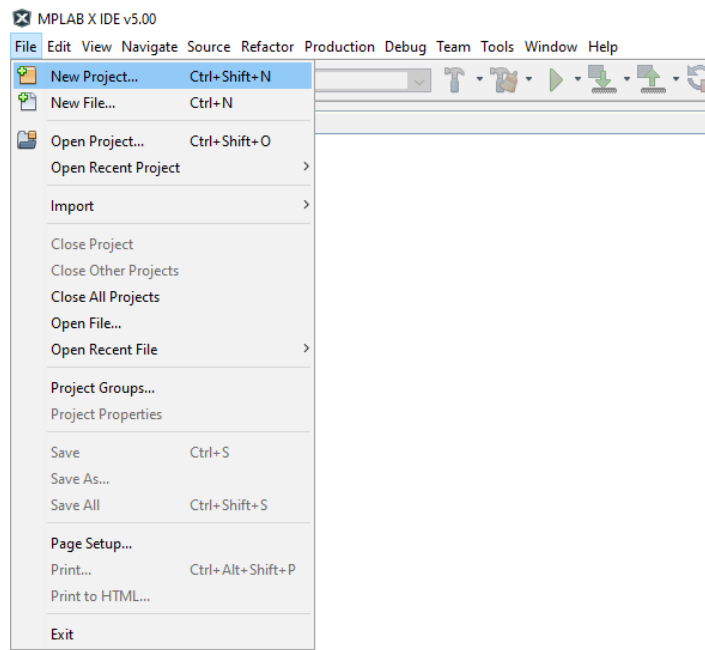 MPLAB X IDE v5.00
File Edit View Navigate Source Refactor Production Debug Team Tools Window Help
New Project... Ctrl+Shift+N
New File... Ctrl+N
Open Project... Ctrl+Shift+O
Open Recent Project
Import
Close Project
Close Other Projects
Close All Projects
Open File...
Open Recent File
Project Groups...
Project Properties
Save Ctrl+S
Save As...
Save All Ctrl+Shift+S
Page Setup...
Print... Ctrl+Alt+Shift+P
Print to HTML...
Exit